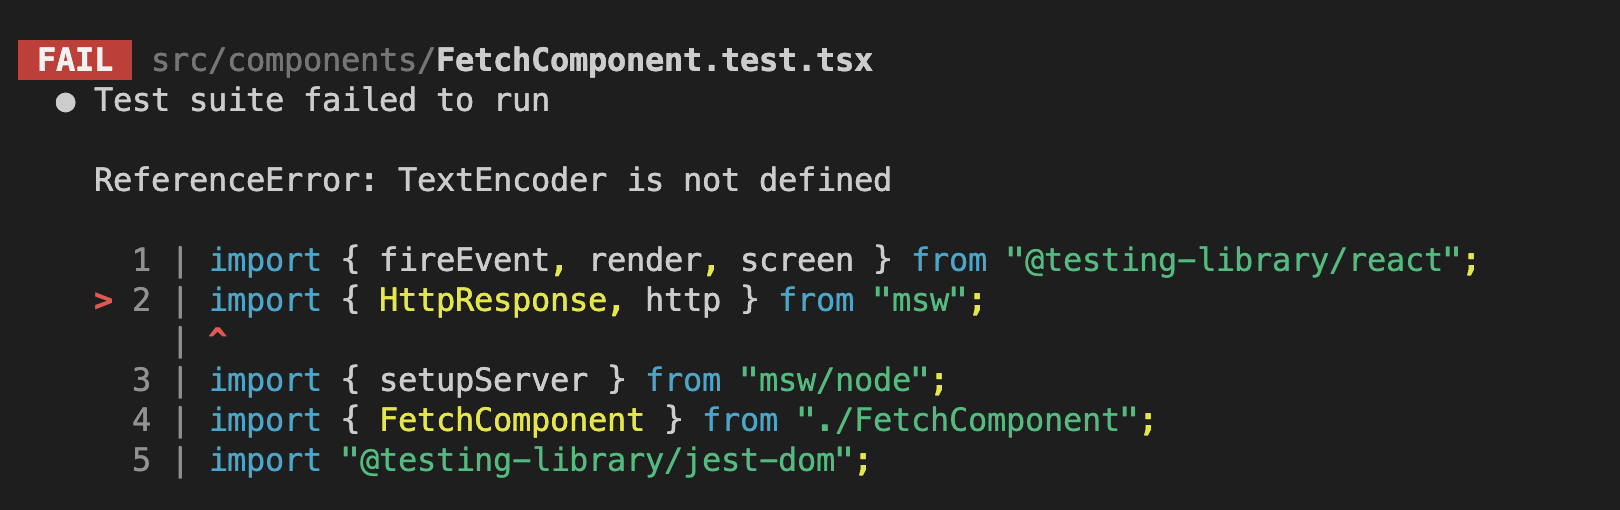 FAIL src/components/FetchComponent.test.tsx
● Test suite failed to run
ReferenceError: TextEncoder is not defined
1 | import { fireEvent, render, screen } from "@testing-library/react";
> 2 | import { HttpResponse, http } from "msw";
| ^
3 | import { setupServer } from "msw/node";
4 | import { FetchComponent } from "./FetchComponent";
5 | import "@testing-library/jest-dom";